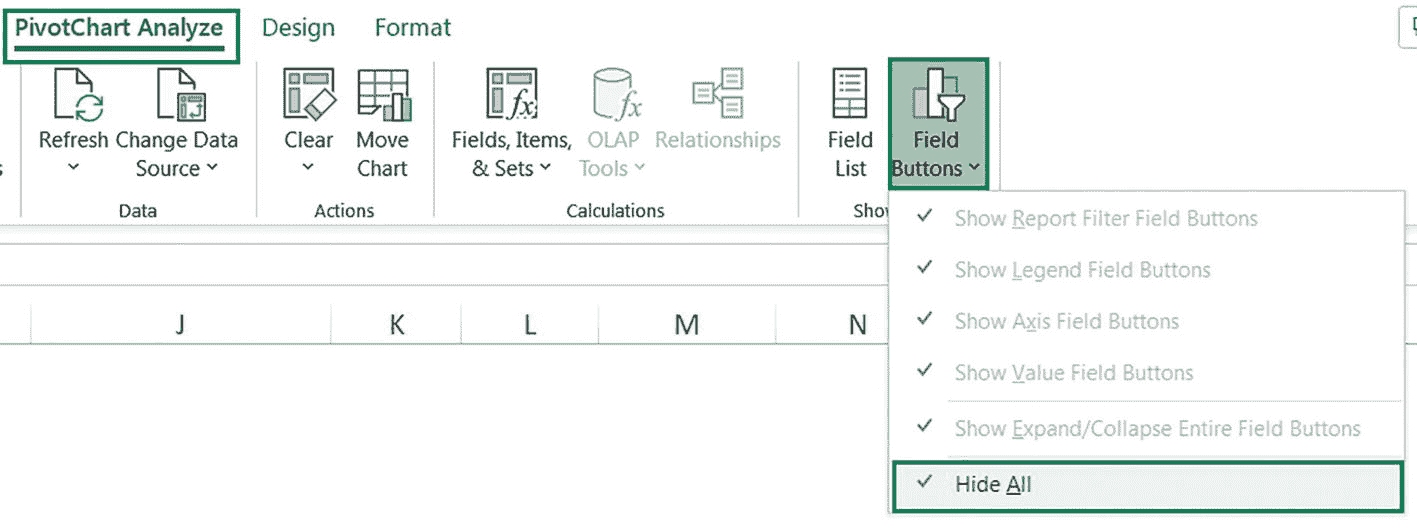 PivotChart Analyze Design Format
Refresh Change Data Clear Move Fields, Items, OLAP Relationships Field Field
Source Chart & Sets Tools List Buttons
Data Actions Calculations
Show Report Filter Field Buttons
Show Legend Field Buttons
Show Axis Field Buttons
J K L M N
Show Value Field Buttons
Show Expand/Collapse Entire Field Buttons
Hide All